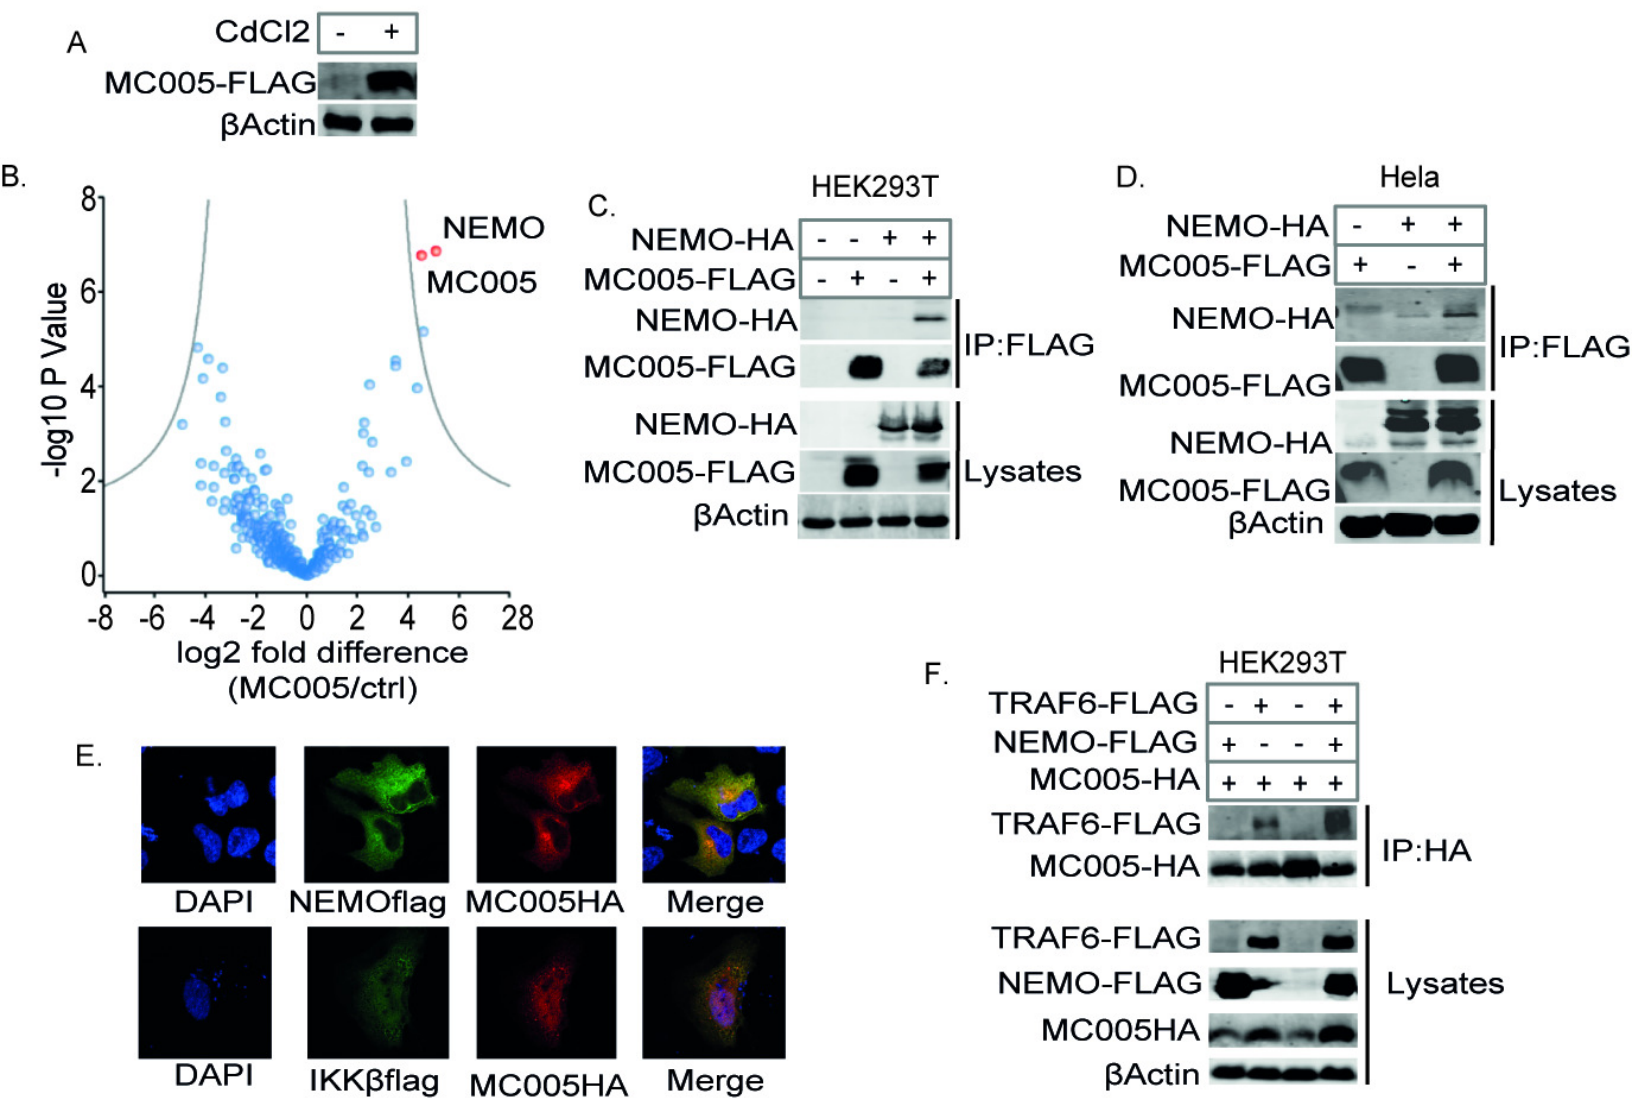 A
CdCl2 - +
MC005-FLAG
βActin
B.
8
6
4
2
0
-log10 P Value
NEMO
MC005
-8 -6 -4 -2 0 2 4 6 28
log2 fold difference
(MC005/ctrl)
C.
HEK293T
NEMO-HA - - + +
MC005-FLAG - + - +
NEMO-HA
MC005-FLAG
IP:FLAG
NEMO-HA
MC005-FLAG
βActin
Lysates
D.
Hela
NEMO-HA - + +
MC005-FLAG + - +
NEMO-HA
MC005-FLAG
IP:FLAG
NEMO-HA
MC005-FLAG
βActin
Lysates
E.
DAPI NEMOflag MC005HA Merge
DAPI IKKβflag MC005HA Merge
F.
HEK293T
TRAF6-FLAG - + - +
NEMO-FLAG + - - +
MC005-HA + + + +
TRAF6-FLAG
MC005-HA
IP:HA
TRAF6-FLAG
NEMO-FLAG
MC005HA
βActin
Lysates